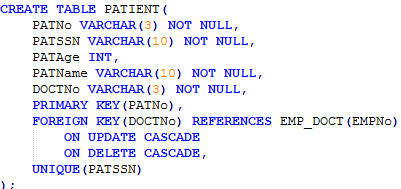 CREATE TABLE PATIENT(
PATNo VARCHAR(3) NOT NULL,
PATSSN VARCHAR(10) NOT NULL,
PATAge INT,
PATName VARCHAR(10) NOT NULL,
DOCTNo VARCHAR(3) NOT NULL,
PRIMARY KEY(PATNo),
FOREIGN KEY(DOCTNo) REFERENCES EMP_DOCT(EMPNo)
ON UPDATE CASCADE
ON DELETE CASCADE,
UNIQUE(PATSSN)
);